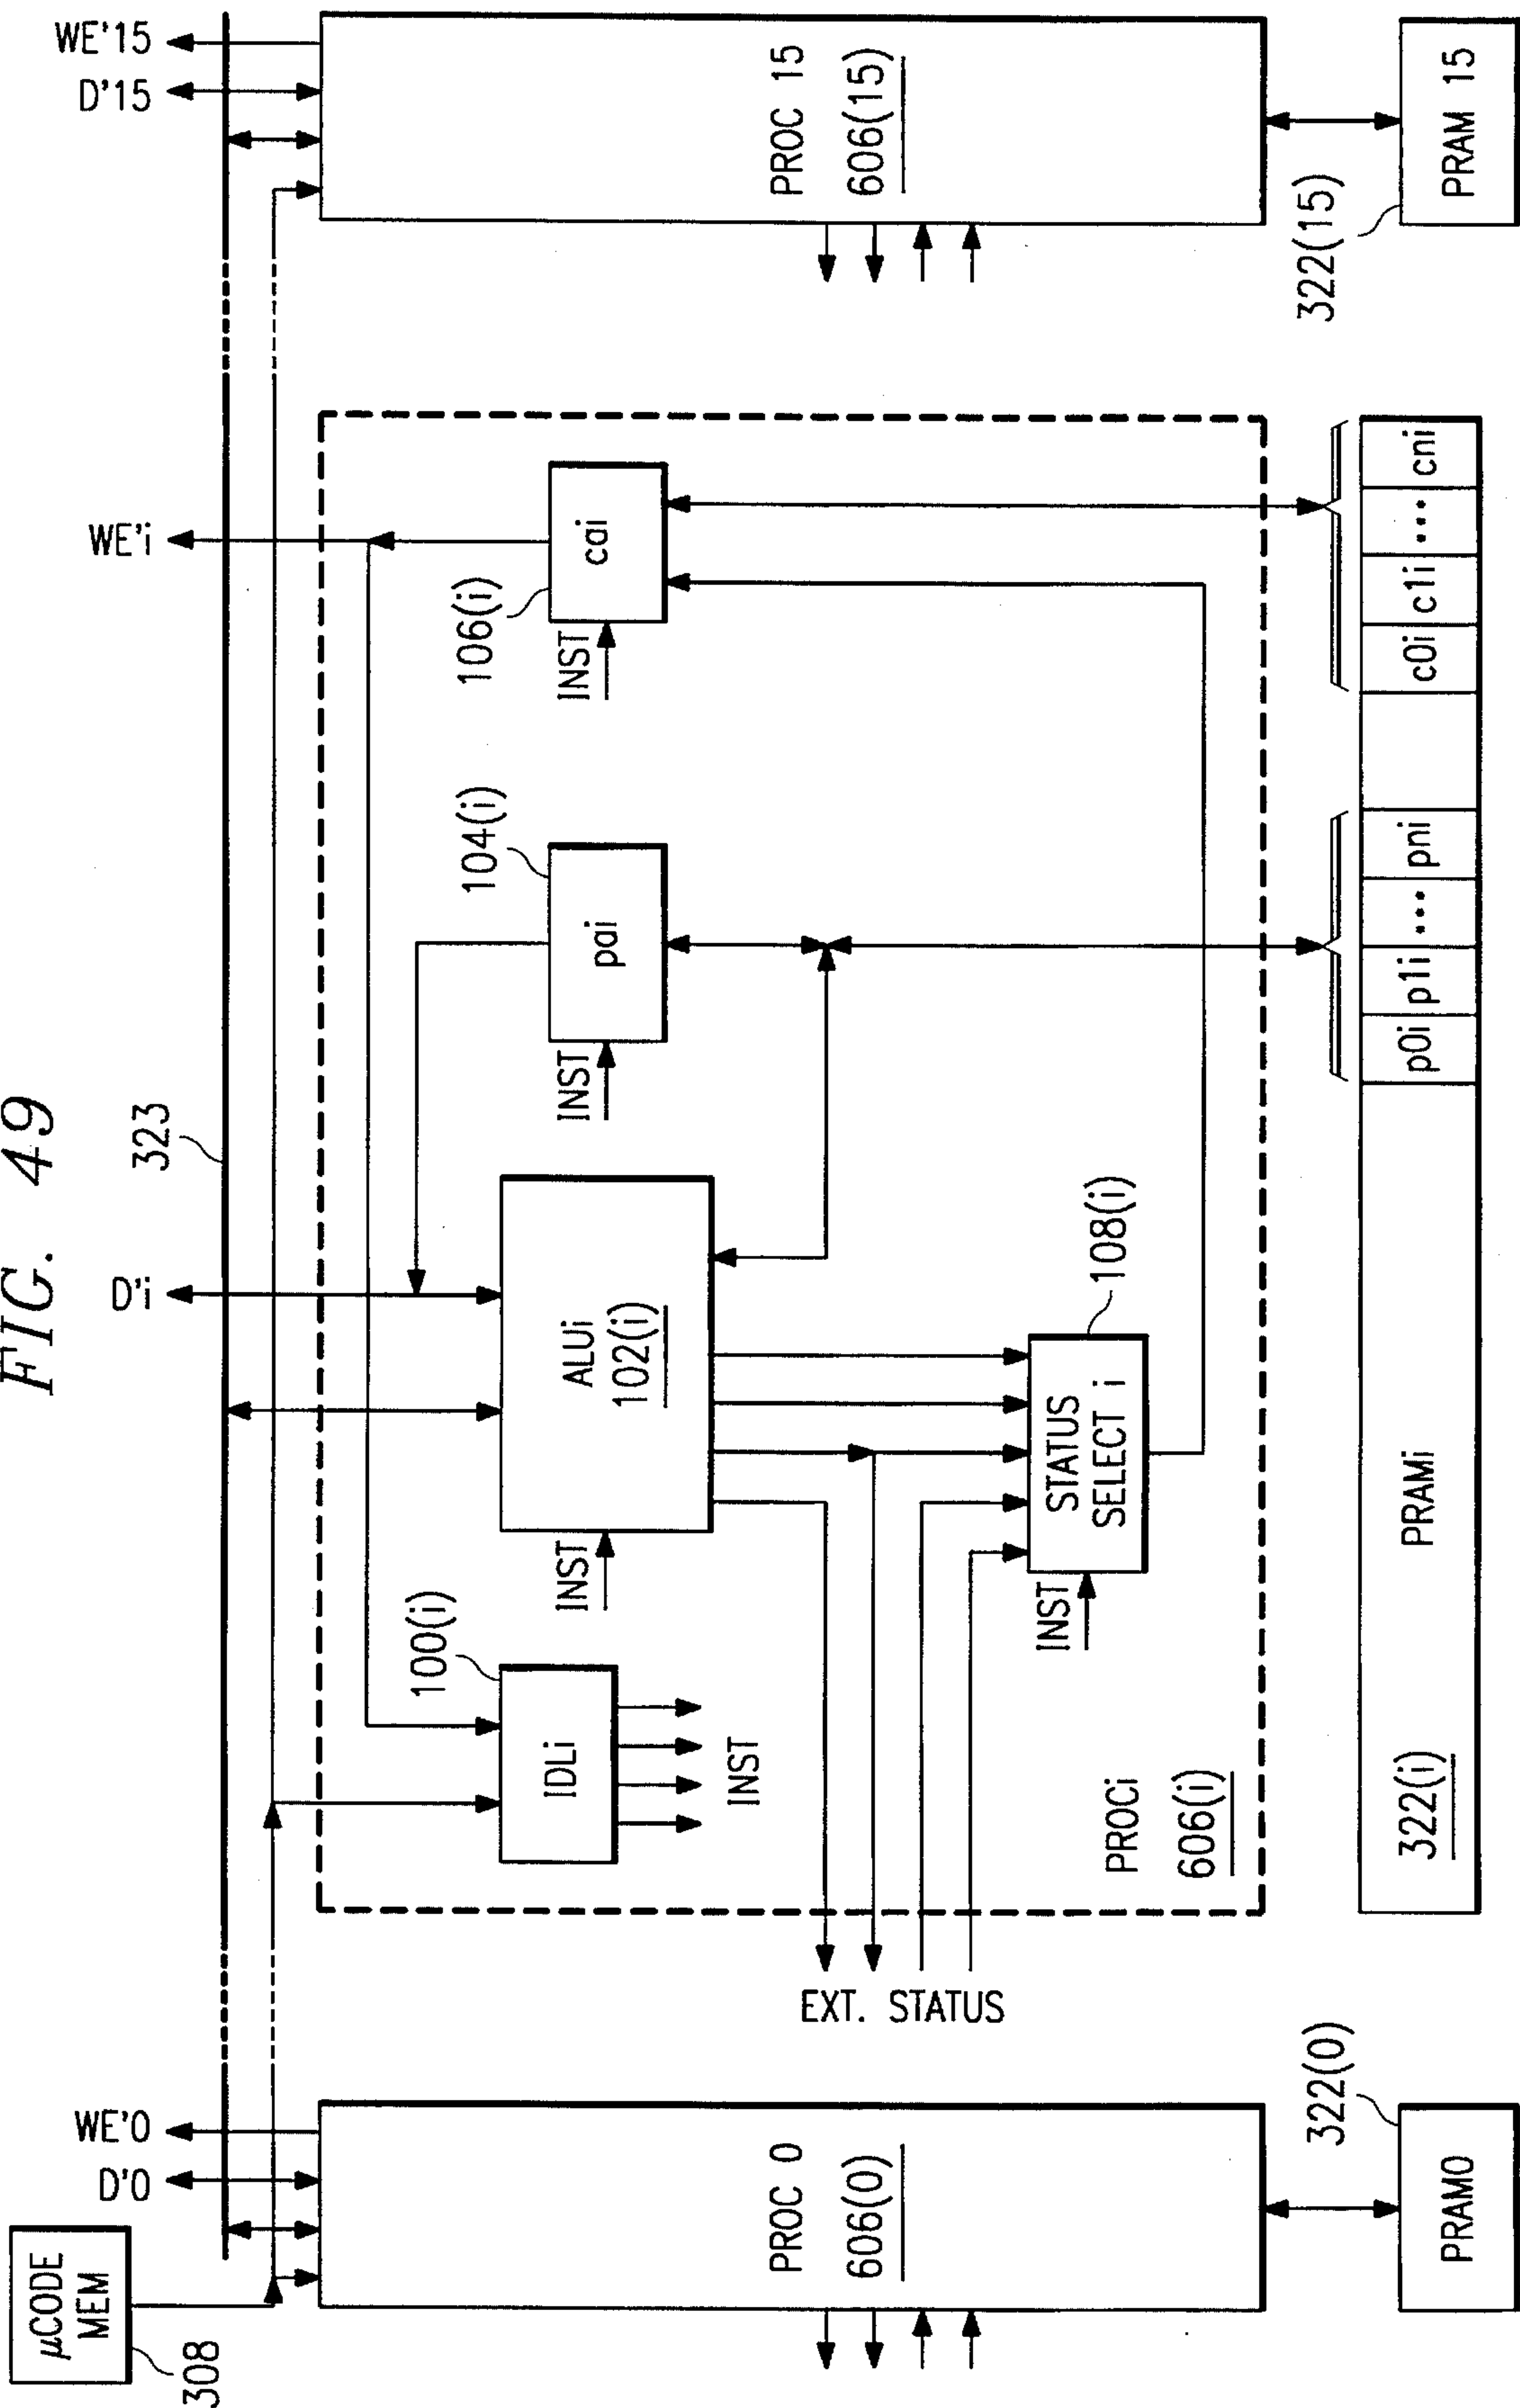 FIG. 49
μCODE
MEM
308
WE'0
D'0
323
D'i
WE'i
WE'15
D'15
PROC 0
606(0)
322(0)
PRAM0
EXT. STATUS
100(i)
IDLi
INST
INST
ALUi
102(i)
104(i)
pai
INST
106(i)
cai
INST
108(i)
STATUS
SELECT i
INST
PROCi
606(i)
322(i)
PRAMi
p0i
p1i
...
pni
c0i
c1i
...
cni
PROC 15
606(15)
322(15)
PRAM 15